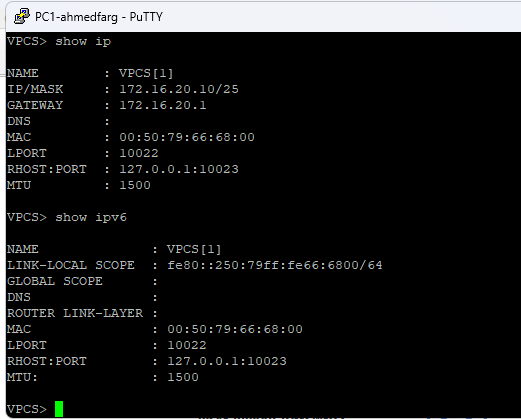 PC1-ahmedfarg - PuTTY
VPCS> show ip
NAME : VPCS[1]
IP/MASK : 172.16.20.10/25
GATEWAY : 172.16.20.1
DNS :
MAC : 00:50:79:66:68:00
LPORT : 10022
RHOST:PORT : 127.0.0.1:10023
MTU : 1500
VPCS> show ipv6
NAME : VPCS[1]
LINK-LOCAL SCOPE : fe80::250:79ff:fe66:6800/64
GLOBAL SCOPE :
DNS :
ROUTER LINK-LAYER :
MAC : 00:50:79:66:68:00
LPORT : 10022
RHOST:PORT : 127.0.0.1:10023
MTU: : 1500
VPCS>